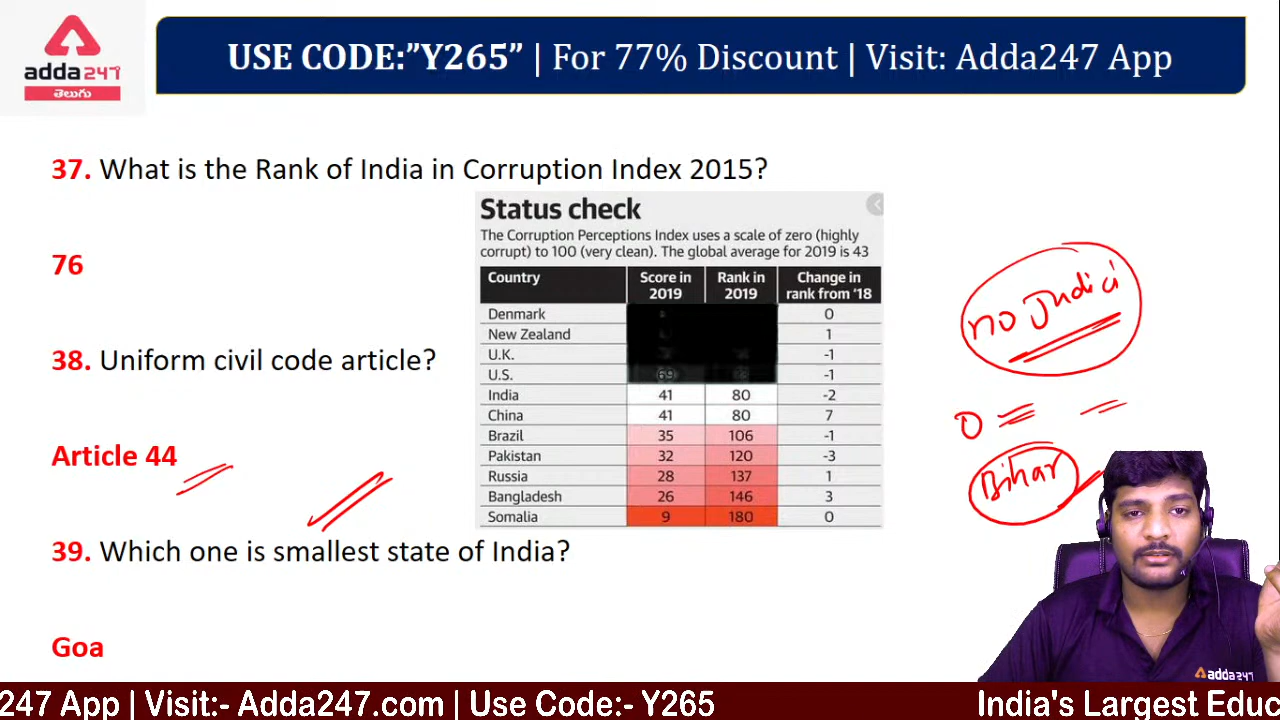 adda247
తెలుగు
USE CODE:”Y265” | For 77% Discount | Visit: Adda247 App
37. What is the Rank of India in Corruption Index 2015?
76
38. Uniform civil code article?
Article 44
39. Which one is smallest state of India?
Goa
Status check
The Corruption Perceptions Index uses a scale of zero (highly
corrupt) to 100 (very clean). The global average for 2019 is 43
Country Score in 2019 Rank in 2019 Change in rank from '18
Denmark 0
New Zealand 1
U.K. -1
U.S. 69 -1
India 41 80 -2
China 41 80 7
Brazil 35 106 -1
Pakistan 32 120 -3
Russia 28 137 1
Bangladesh 26 146 3
Somalia 9 180 0
no Judici
Bihar
adda247
247 App | Visit:- Adda247.com | Use Code:- Y265
India's Largest Educ